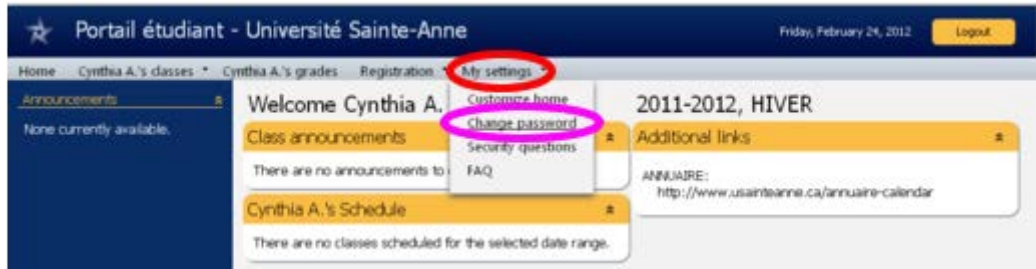 Portail étudiant - Université Sainte-Anne
Friday, February 24, 2012
Logout
Home Cynthia A.'s classes Cynthia A.'s grades Registration My settings
Announcements
None currently available.
Welcome Cynthia A.
Class announcements
There are no announcements to
Cynthia A.'s Schedule
There are no classes scheduled for the selected date range.
Customize home
Change password
Security questions
FAQ
2011-2012, HIVER
Additional links
ANNUAIRE:
http://www.usainteanne.ca/annuaire-calendar